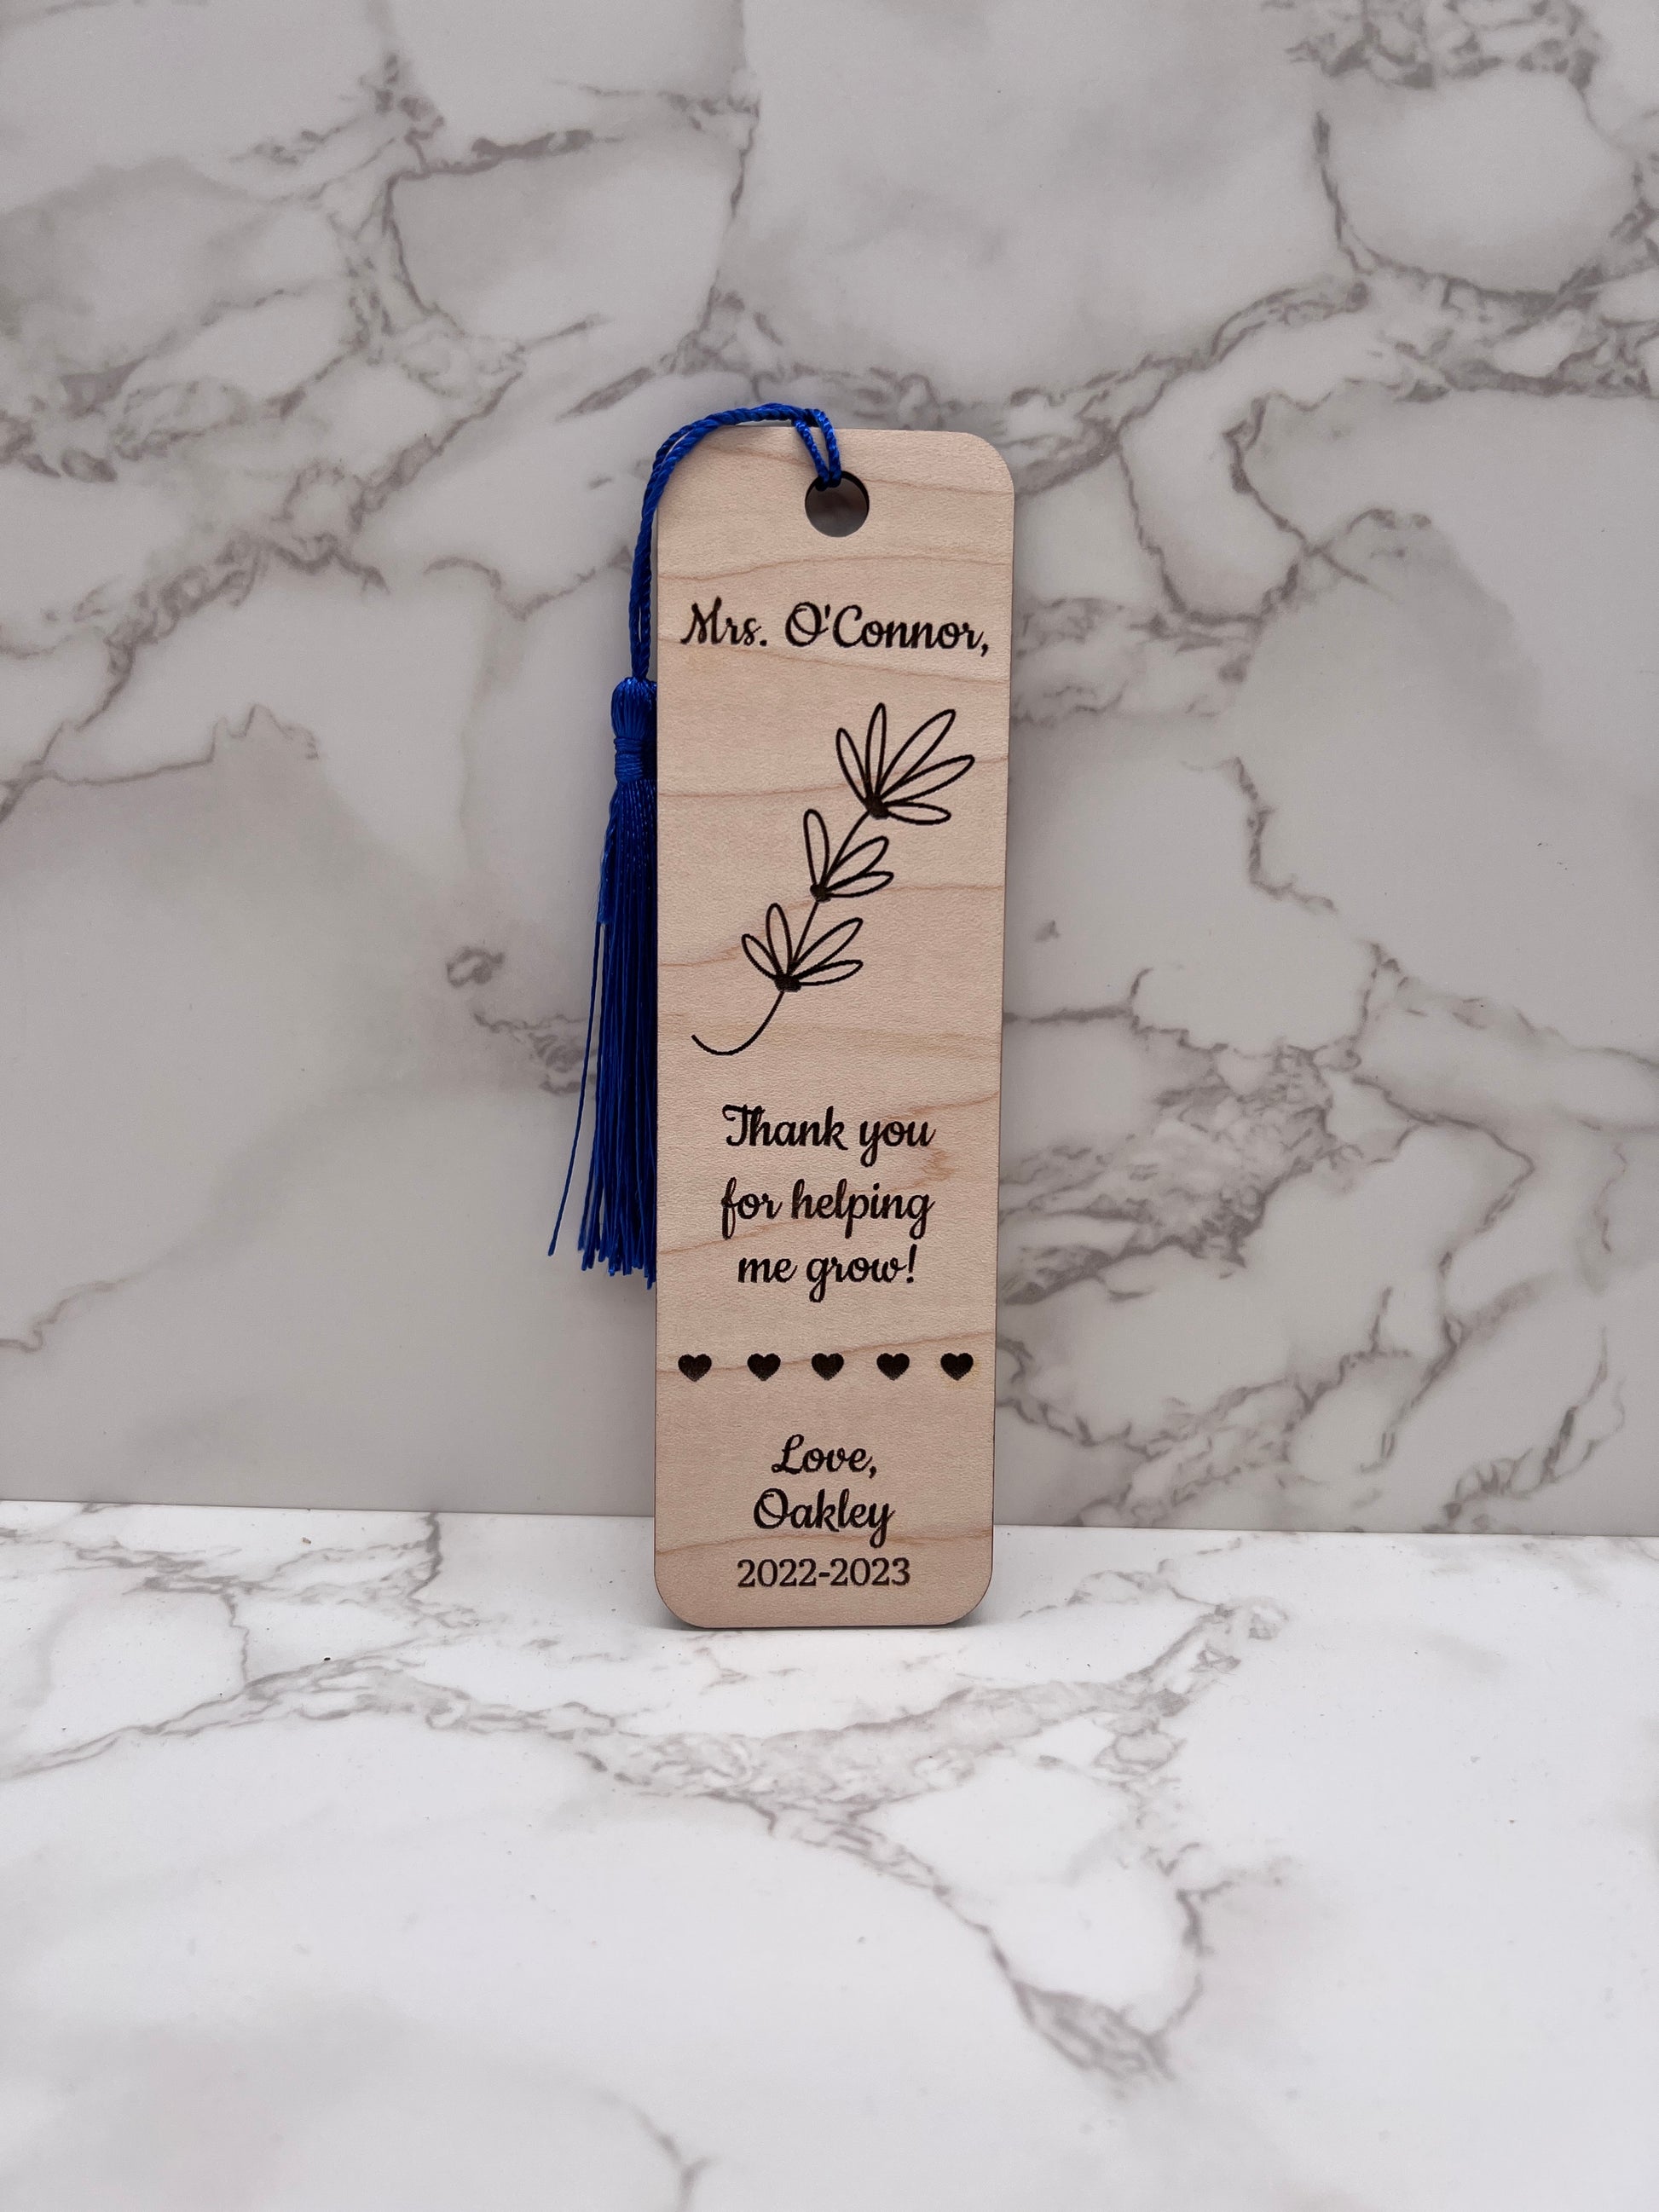 Mrs. O'Connor,
Thank you
for helping
me grow!
Love,
Oakley
2022-2023